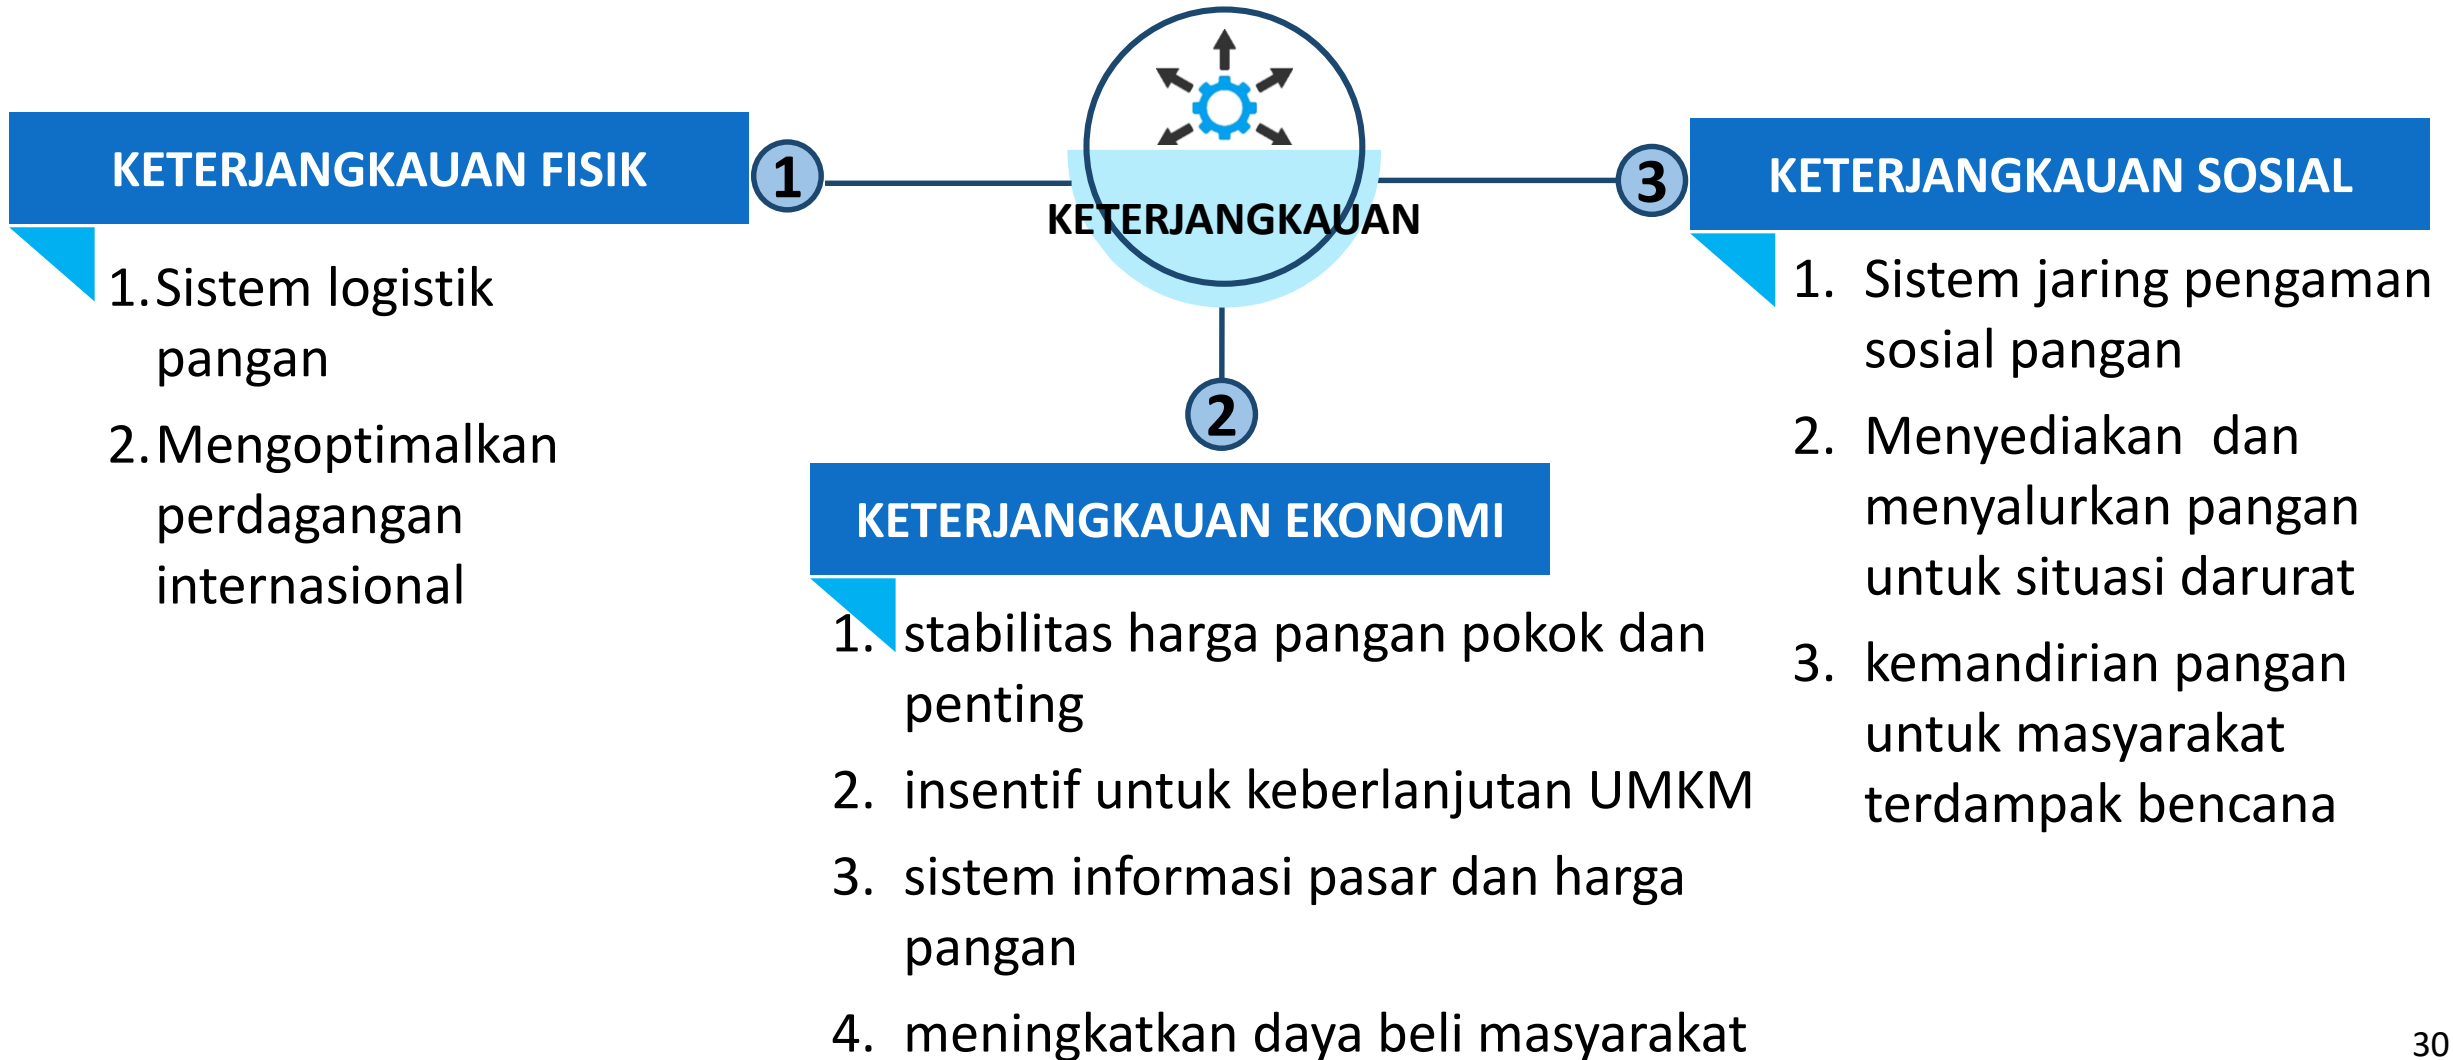 KETERJANGKAUAN
1
KETERJANGKAUAN FISIK
1. Sistem logistik
pangan
2. Mengoptimalkan
perdagangan
internasional
2
KETERJANGKAUAN EKONOMI
1. stabilitas harga pangan pokok dan
penting
2. insentif untuk keberlanjutan UMKM
3. sistem informasi pasar dan harga
pangan
4. meningkatkan daya beli masyarakat
3
KETERJANGKAUAN SOSIAL
1. Sistem jaring pengaman
sosial pangan
2. Menyediakan dan
menyalurkan pangan
untuk situasi darurat
3. kemandirian pangan
untuk masyarakat
terdampak bencana
30